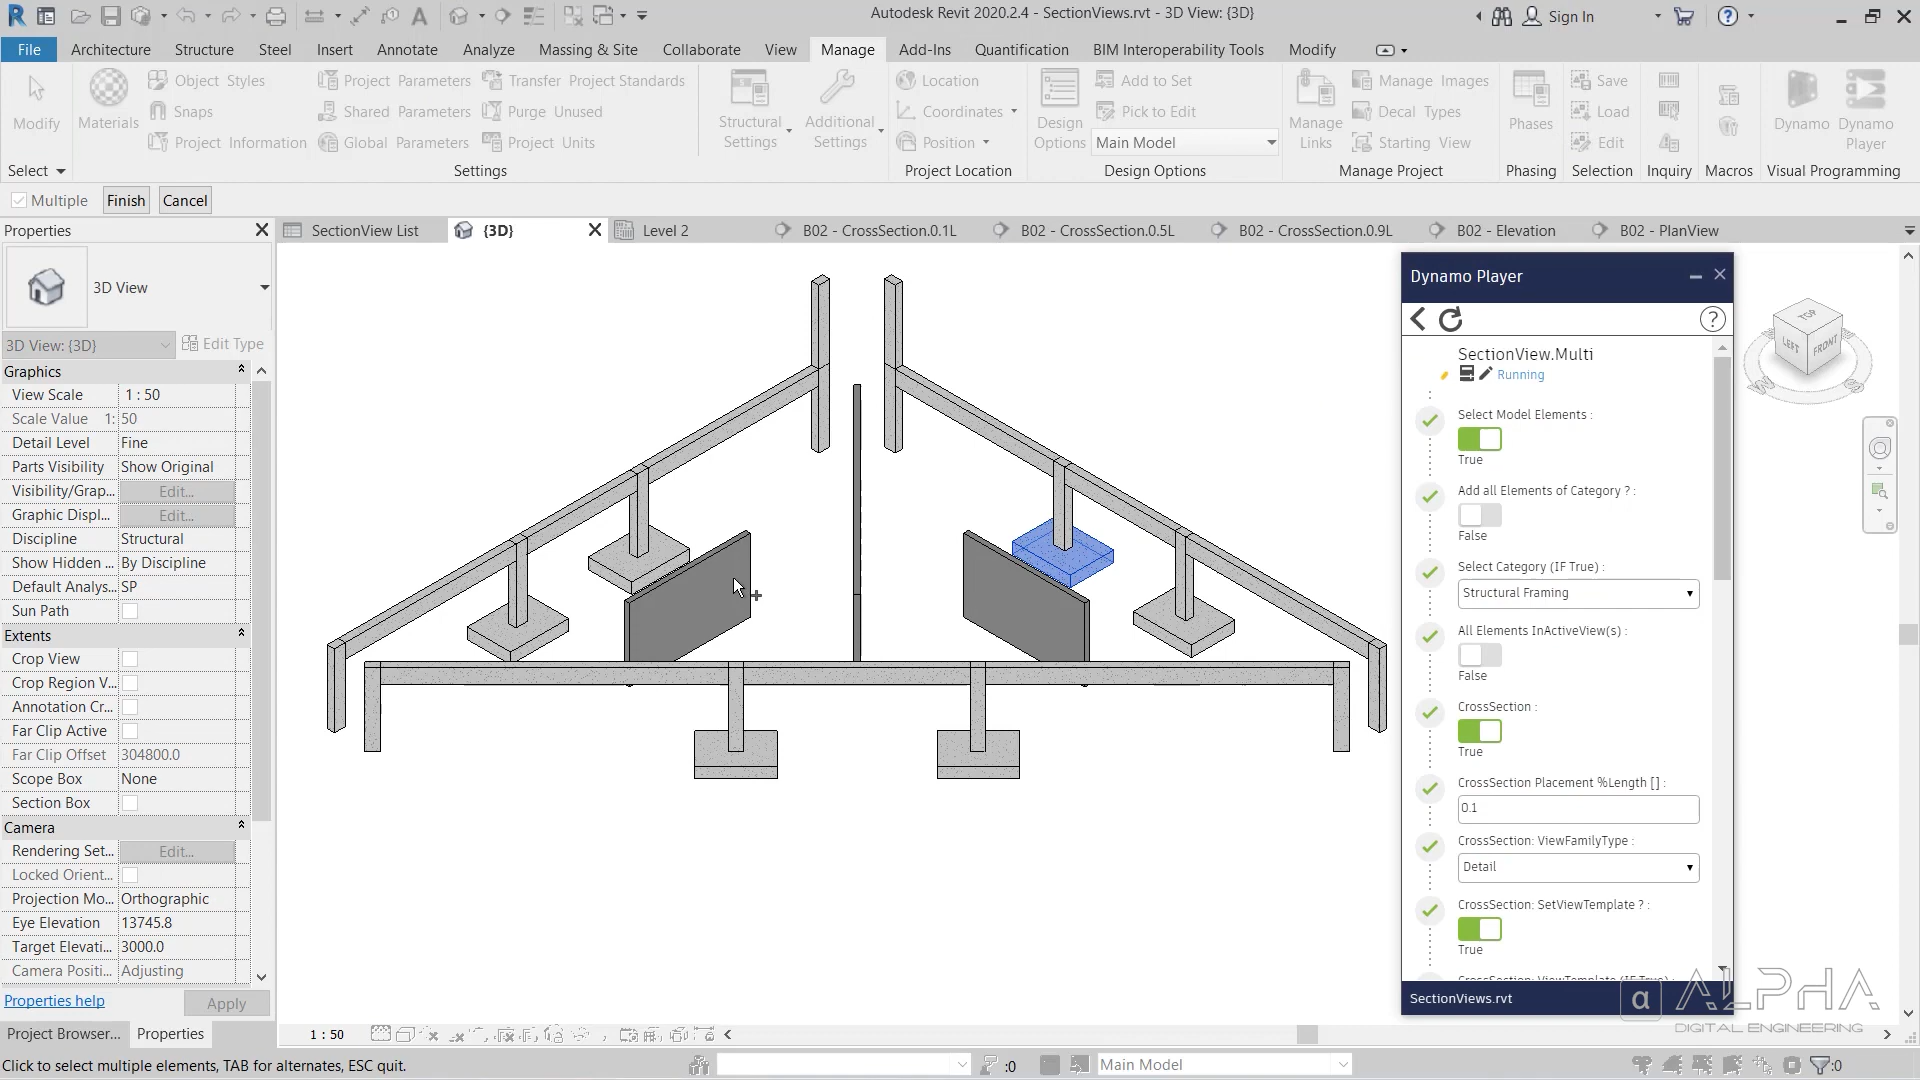 Autodesk Revit 2020.2.4 - SectionViews.rvt - 3D View: {3D}
Sign In
File Architecture Structure Steel Insert Annotate Analyze Massing & Site Collaborate View Manage Add-Ins Quantification BIM Interoperability Tools Modify
Modify
Materials
Object Styles
Snaps
Project Information
Project Parameters
Shared Parameters
Global Parameters
Transfer Project Standards
Purge Unused
Project Units
Structural
Settings
Additional
Settings
Location
Coordinates
Position
Design
Options
Add to Set
Pick to Edit
Main Model
Manage
Links
Manage Images
Decal Types
Starting View
Phases
Save
Load
Edit
Dynamo
Dynamo
Player
Select Settings Project Location Design Options Manage Project Phasing Selection Inquiry Macros Visual Programming
Multiple Finish Cancel
Properties
SectionView List {3D} Level 2 B02 - CrossSection.0.1L B02 - CrossSection.0.5L B02 - CrossSection.0.9L B02 - Elevation B02 - PlanView
3D View
3D View: {3D} Edit Type
Graphics
View Scale 1 : 50
Scale Value 1: 50
Detail Level Fine
Parts Visibility Show Original
Visibility/Grap... Edit...
Graphic Displ... Edit...
Discipline Structural
Show Hidden ... By Discipline
Default Analys... SP
Sun Path
Extents
Crop View
Crop Region V...
Annotation Cr...
Far Clip Active
Far Clip Offset 304800.0
Scope Box None
Section Box
Camera
Rendering Set... Edit...
Locked Orient...
Projection Mo... Orthographic
Eye Elevation 13745.8
Target Elevati... 3000.0
Camera Positi... Adjusting
Properties help Apply
Project Browser... Properties
Dynamo Player
SectionView.Multi
Running
Select Model Elements :
True
Add all Elements of Category ? :
False
Select Category (IF True) :
Structural Framing
All Elements InActiveView(s) :
False
CrossSection :
True
CrossSection Placement %Length [] :
0.1
CrossSection: ViewFamilyType :
Detail
CrossSection: SetViewTemplate ? :
True
CrossSection: ViewTemplate (IF True) :
SectionViews.rvt
TOP
LEFT
FRONT
W
S
α ALPHA
DIGITAL ENGINEERING
1 : 50
Click to select multiple elements, TAB for alternates, ESC quit.
:0
Main Model
:0